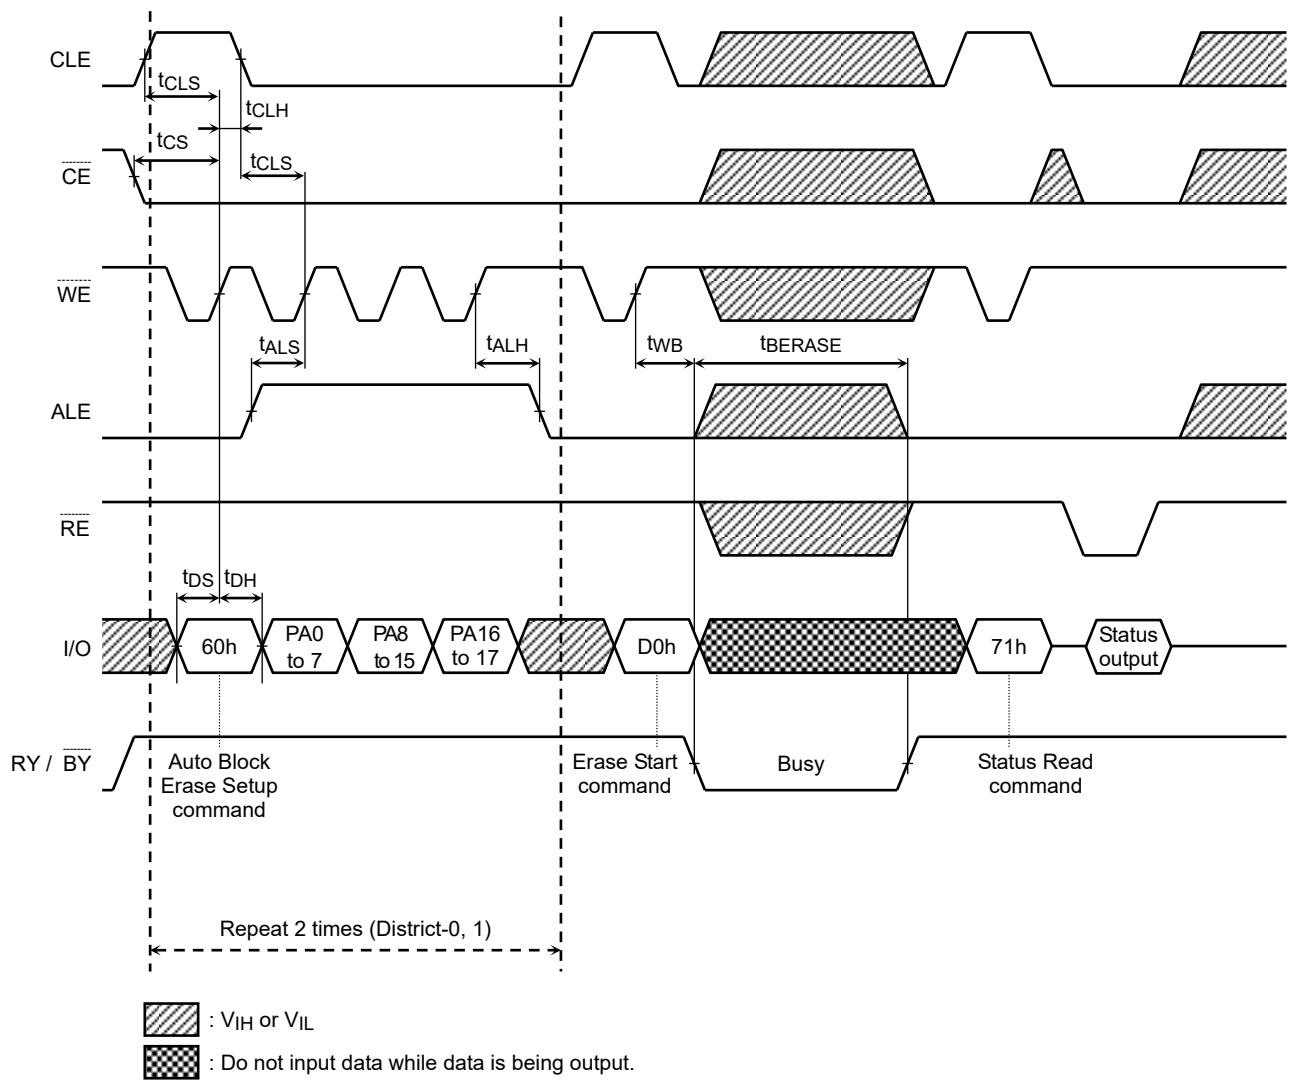 CLE
tCLS
tCLH
tCS
CE
tCLS
WE
tALS
tALH
tWB
tBERASE
ALE
RE
tDS
tDH
I/O
60h
PA0
to 7
PA8
to 15
PA16
to 17
D0h
71h
Status
output
RY / BY
Auto Block
Erase Setup
command
Erase Start
command
Busy
Status Read
command
Repeat 2 times (District-0, 1)
: VIH or VIL
: Do not input data while data is being output.